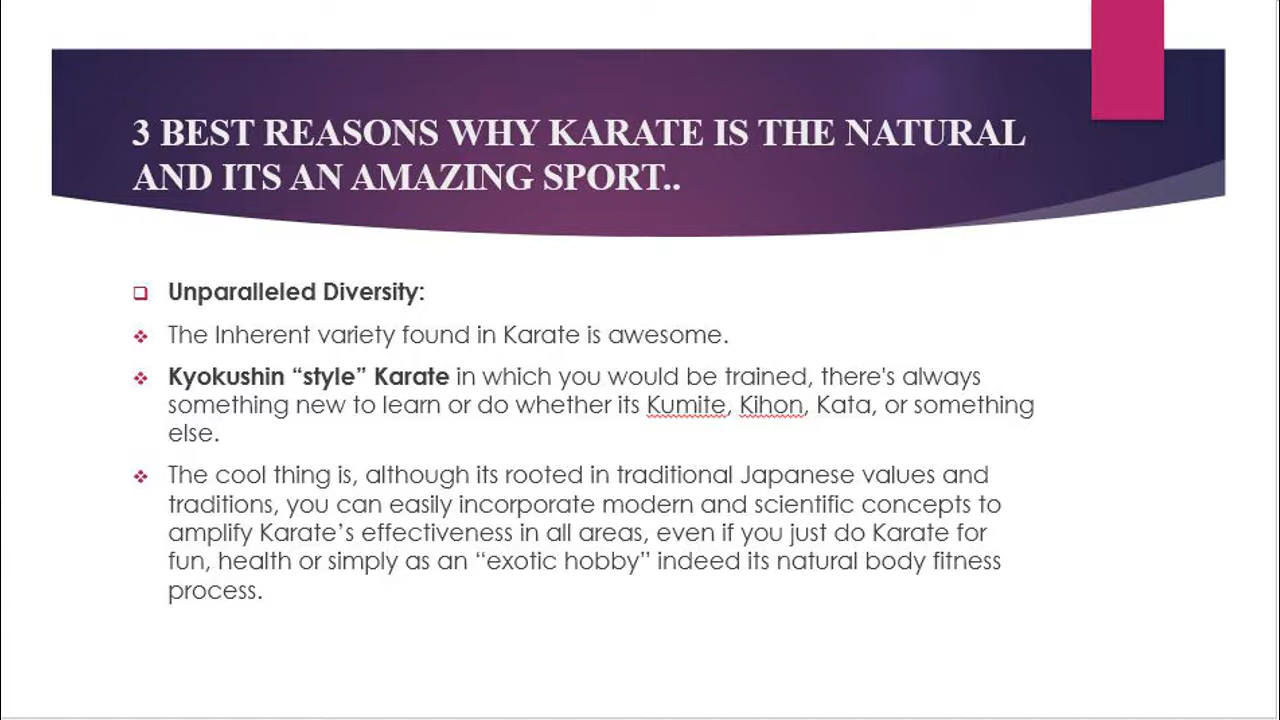 3 BEST REASONS WHY KARATE IS THE NATURAL
AND ITS AN AMAZING SPORT..
Unparalleled Diversity:
The Inherent variety found in Karate is awesome.
Kyokushin “style” Karate in which you would be trained, there's always
something new to learn or do whether its Kumite, Kihon, Kata, or something
else.
The cool thing is, although its rooted in traditional Japanese values and
traditions, you can easily incorporate modern and scientific concepts to
amplify Karate’s effectiveness in all areas, even if you just do Karate for
fun, health or simply as an “exotic hobby” indeed its natural body fitness
process.